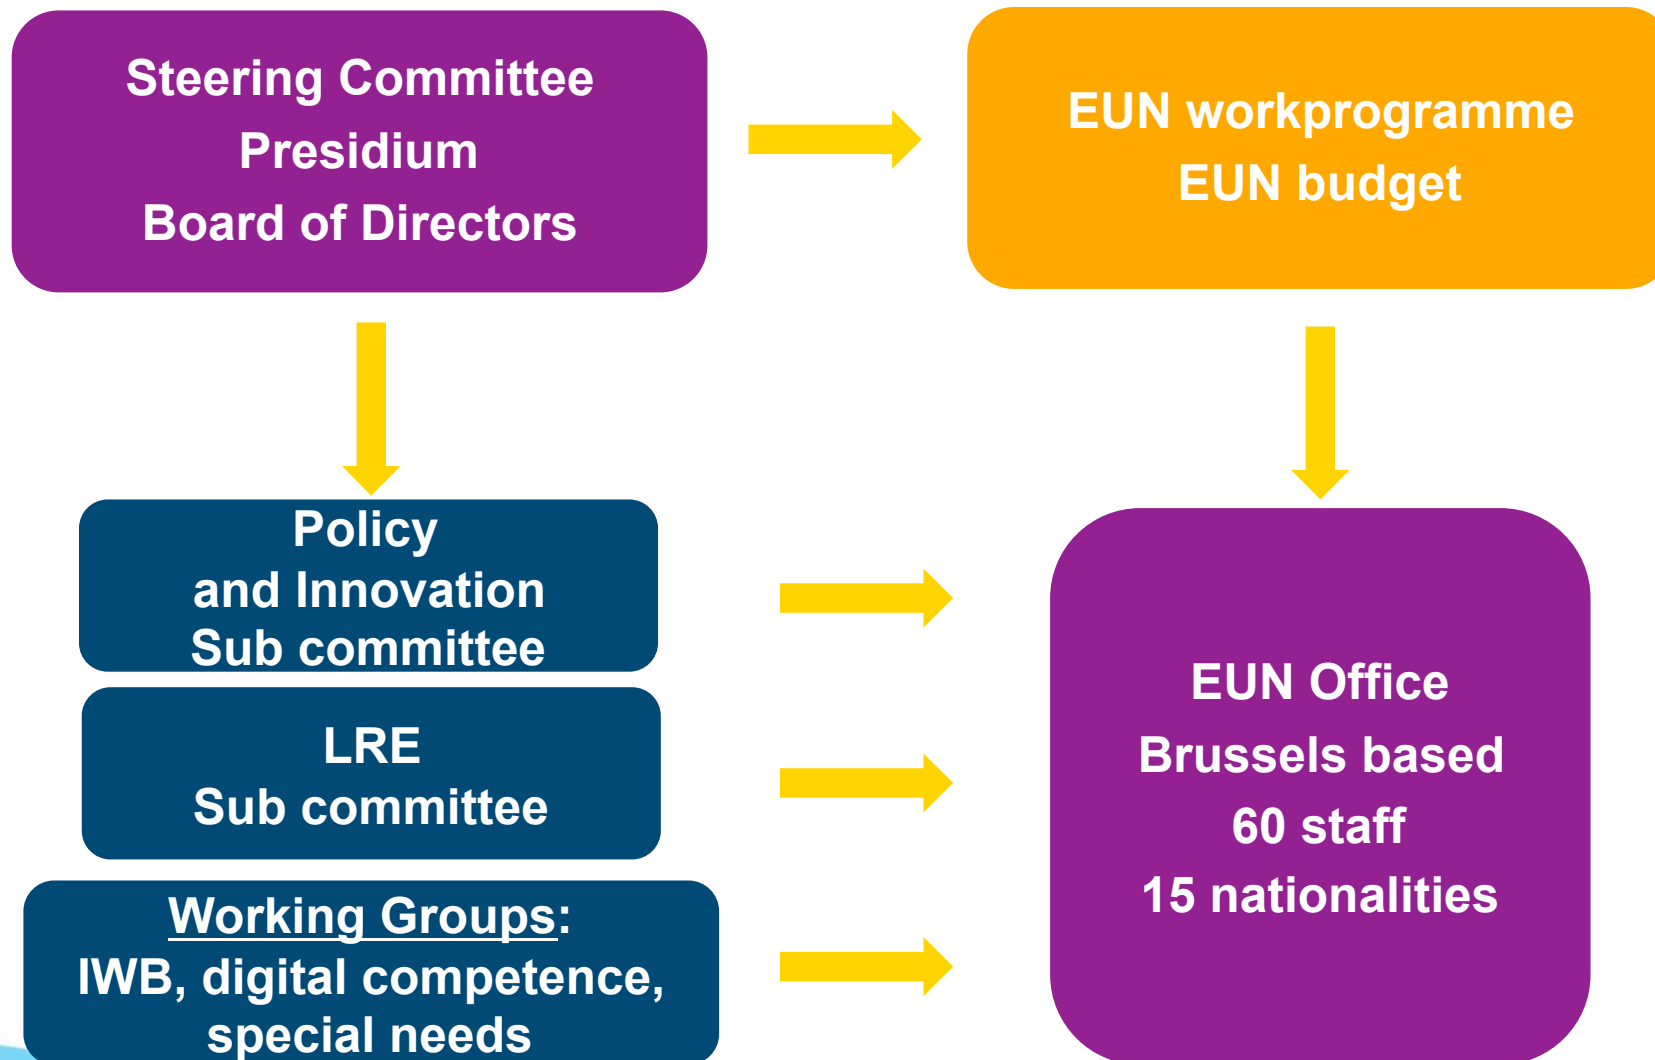 Steering Committee
Presidium
Board of Directors
EUN workprogramme
EUN budget
Policy
and Innovation
Sub committee
LRE
Sub committee
Working Groups:
IWB, digital competence,
special needs
EUN Office
Brussels based
60 staff
15 nationalities